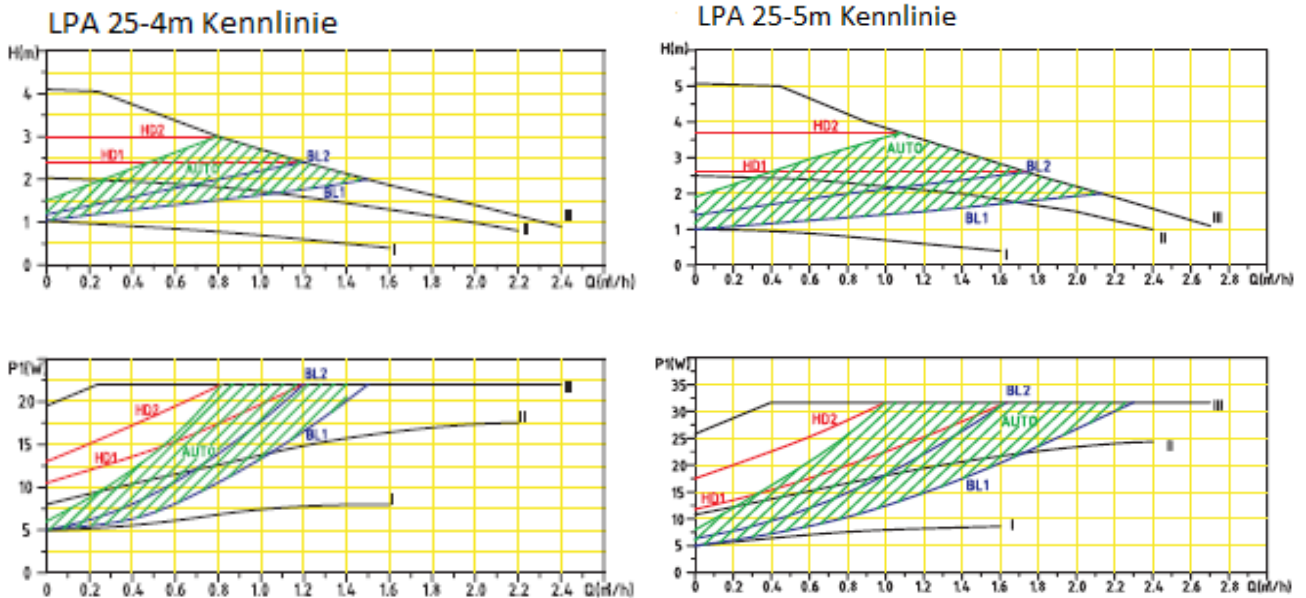 LPA 25-4m Kennlinie
H(m)
4
3
2
1
0
HD2
HD1
AUTO
BL2
BL1
I
0 0.2 0.4 0.6 0.8 1.0 1.2 1.4 1.6 1.8 2.0 2.2 2.4 Q(㎥/h)
LPA 25-5m Kennlinie
H(m)
5
4
3
2
1
0
HD2
HD1
AUTO
BL2
BL1
III
II
I
0 0.2 0.4 0.6 0.8 1.0 1.2 1.4 1.6 1.8 2.0 2.2 2.4 2.6 2.8 Q(㎥/h)
P1(W)
20
15
10
5
0
HD2
HD1
AUTO
BL2
BL1
II
I
0 0.2 0.4 0.6 0.8 1.0 1.2 1.4 1.6 1.8 2.0 2.2 2.4 Q(㎥/h)
P1(W)
35
30
25
20
15
10
5
0
HD2
HD1
AUTO
BL2
BL1
III
II
I
0 0.2 0.4 0.6 0.8 1.0 1.2 1.4 1.6 1.8 2.0 2.2 2.4 2.6 2.8 Q(㎥/h)